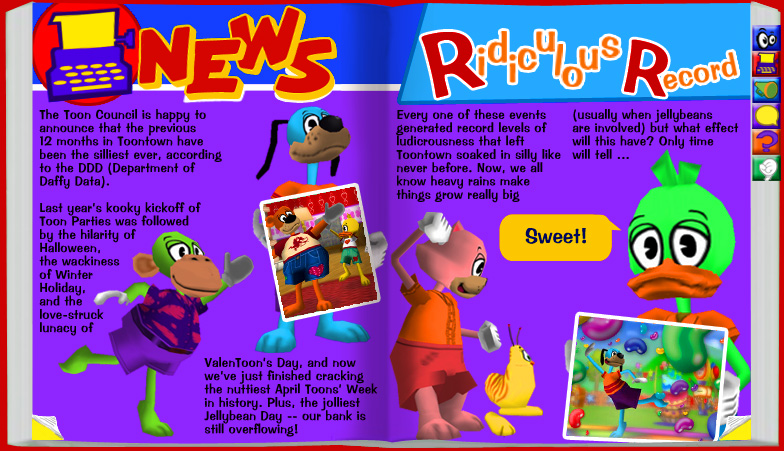 NEWS
The Toon Council is happy to
announce that the previous
12 months in Toontown have
been the silliest ever, according
to the DDD (Department of
Daffy Data).
Last year's kooky kickoff of
Toon Parties was followed
by the hilarity of
Halloween,
the wackiness
of Winter
Holiday,
and the
love-struck
lunacy of
ValenToon's Day, and now
we've just finished cracking
the nuttiest April Toons' Week
in history. Plus, the jolliest
Jellybean Day -- our bank is
still overflowing!
Ridiculous Record
Every one of these events
generated record levels of
ludicrousness that left
Toontown soaked in silly like
never before. Now, we all
know heavy rains make
things grow really big
(usually when jellybeans
are involved) but what effect
will this have? Only time
will tell ...
Sweet!